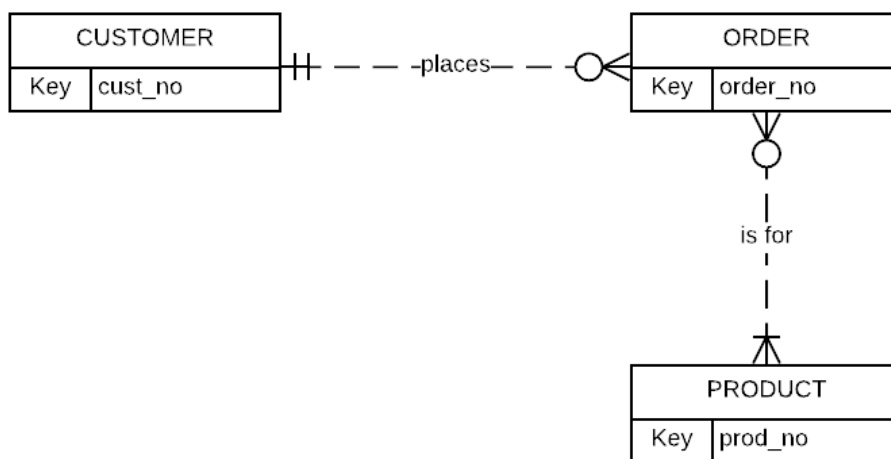 CUSTOMER
Key cust_no
places
ORDER
Key order_no
is for
PRODUCT
Key prod_no